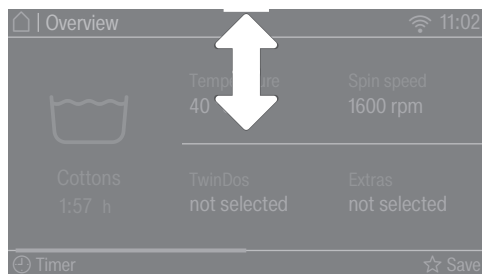 | Overview 11:02
Temperature Spin speed
40 1600 rpm
Cottons TwinDos Extras
1:57 h not selected not selected
Timer Save